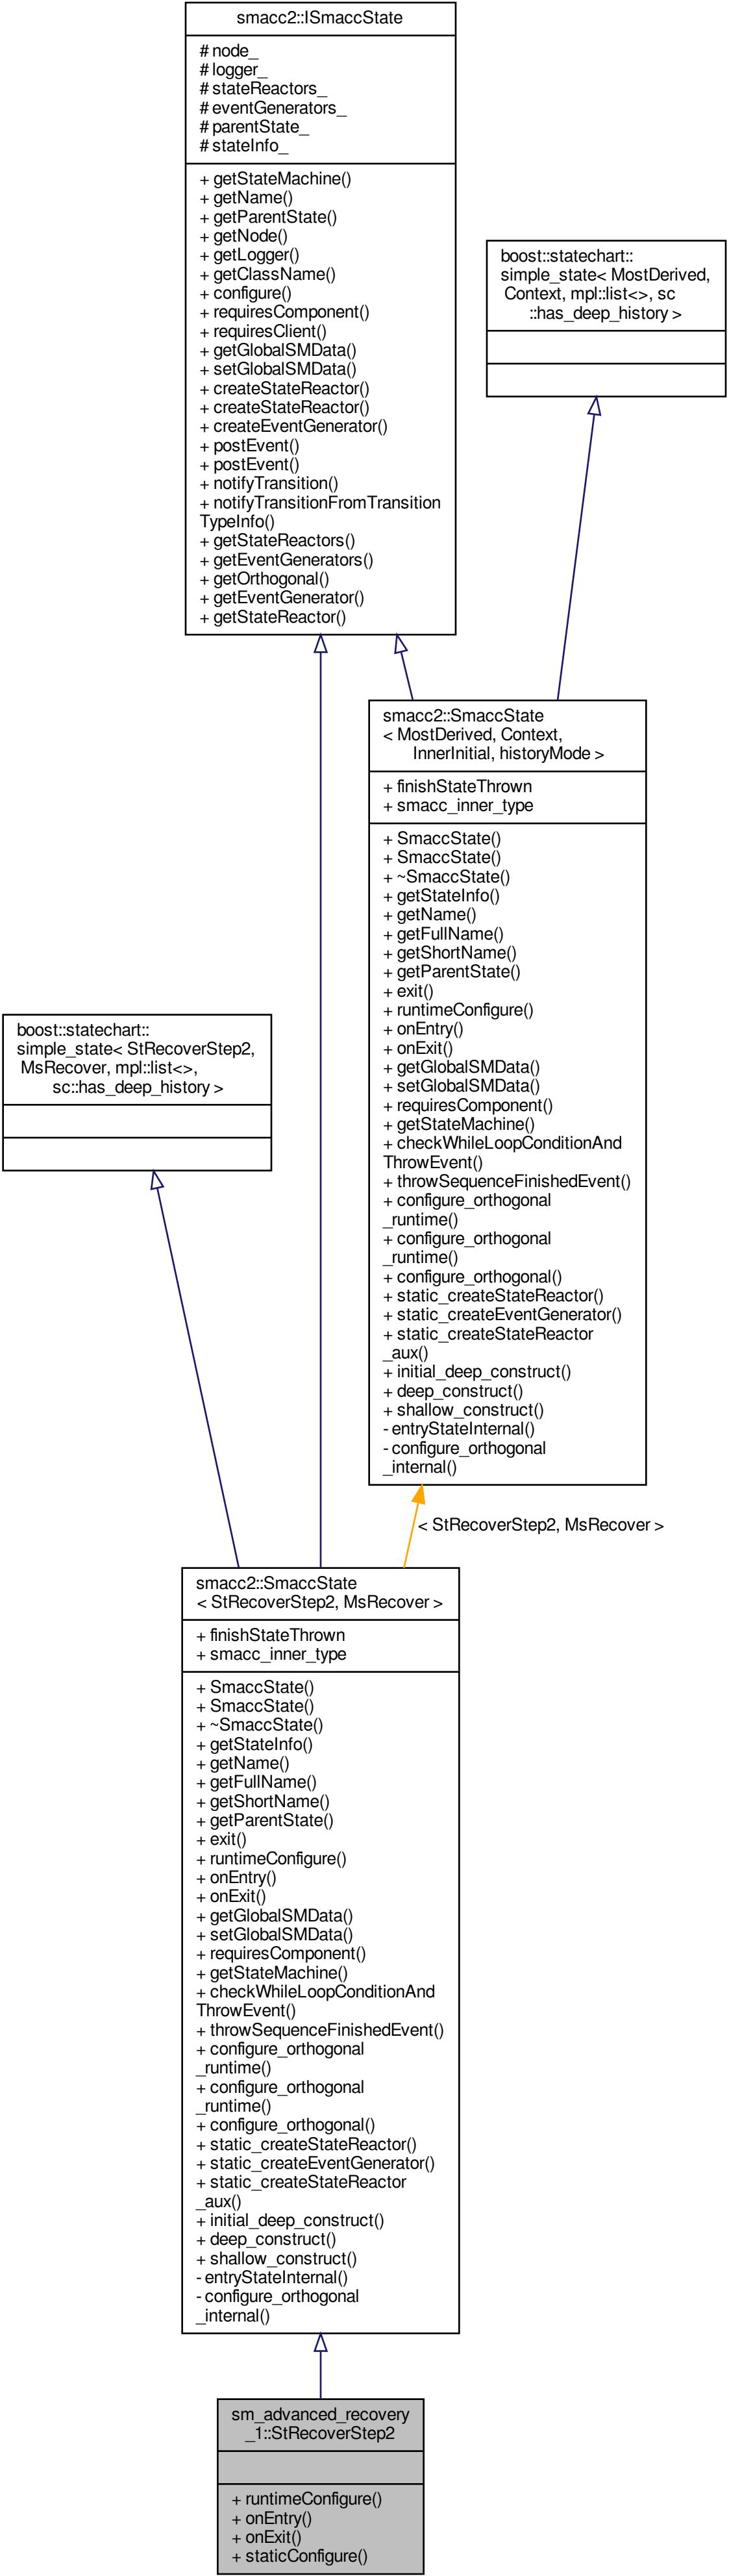 smacc2::ISmaccState
# node_
# logger_
# stateReactors_
# eventGenerators_
# parentState_
# stateInfo_
+ getStateMachine()
+ getName()
+ getParentState()
+ getNode()
+ getLogger()
+ getClassName()
+ configure()
+ requiresComponent()
+ requiresClient()
+ getGlobalSMData()
+ setGlobalSMData()
+ createStateReactor()
+ createStateReactor()
+ createEventGenerator()
+ postEvent()
+ postEvent()
+ notifyTransition()
+ notifyTransitionFromTransition
TypeInfo()
+ getStateReactors()
+ getEventGenerators()
+ getOrthogonal()
+ getEventGenerator()
+ getStateReactor()
boost::statechart::
simple_state< MostDerived,
Context, mpl::list<>, sc
::has_deep_history >
smacc2::SmaccState
< MostDerived, Context,
InnerInitial, historyMode >
+ finishStateThrown
+ smacc_inner_type
+ SmaccState()
+ SmaccState()
+ ~SmaccState()
+ getStateInfo()
+ getName()
+ getFullName()
+ getShortName()
+ getParentState()
+ exit()
+ runtimeConfigure()
+ onEntry()
+ onExit()
+ getGlobalSMData()
+ setGlobalSMData()
+ requiresComponent()
+ getStateMachine()
+ checkWhileLoopConditionAnd
ThrowEvent()
+ throwSequenceFinishedEvent()
+ configure_orthogonal
_runtime()
+ configure_orthogonal
_runtime()
+ configure_orthogonal()
+ static_createStateReactor()
+ static_createEventGenerator()
+ static_createStateReactor
_aux()
+ initial_deep_construct()
+ deep_construct()
+ shallow_construct()
- entryStateInternal()
- configure_orthogonal
_internal()
boost::statechart::
simple_state< StRecoverStep2,
MsRecover, mpl::list<>,
sc::has_deep_history >
< StRecoverStep2, MsRecover >
smacc2::SmaccState
< StRecoverStep2, MsRecover >
+ finishStateThrown
+ smacc_inner_type
+ SmaccState()
+ SmaccState()
+ ~SmaccState()
+ getStateInfo()
+ getName()
+ getFullName()
+ getShortName()
+ getParentState()
+ exit()
+ runtimeConfigure()
+ onEntry()
+ onExit()
+ getGlobalSMData()
+ setGlobalSMData()
+ requiresComponent()
+ getStateMachine()
+ checkWhileLoopConditionAnd
ThrowEvent()
+ throwSequenceFinishedEvent()
+ configure_orthogonal
_runtime()
+ configure_orthogonal
_runtime()
+ configure_orthogonal()
+ static_createStateReactor()
+ static_createEventGenerator()
+ static_createStateReactor
_aux()
+ initial_deep_construct()
+ deep_construct()
+ shallow_construct()
- entryStateInternal()
- configure_orthogonal
_internal()
sm_advanced_recovery
_1::StRecoverStep2
+ runtimeConfigure()
+ onEntry()
+ onExit()
+ staticConfigure()